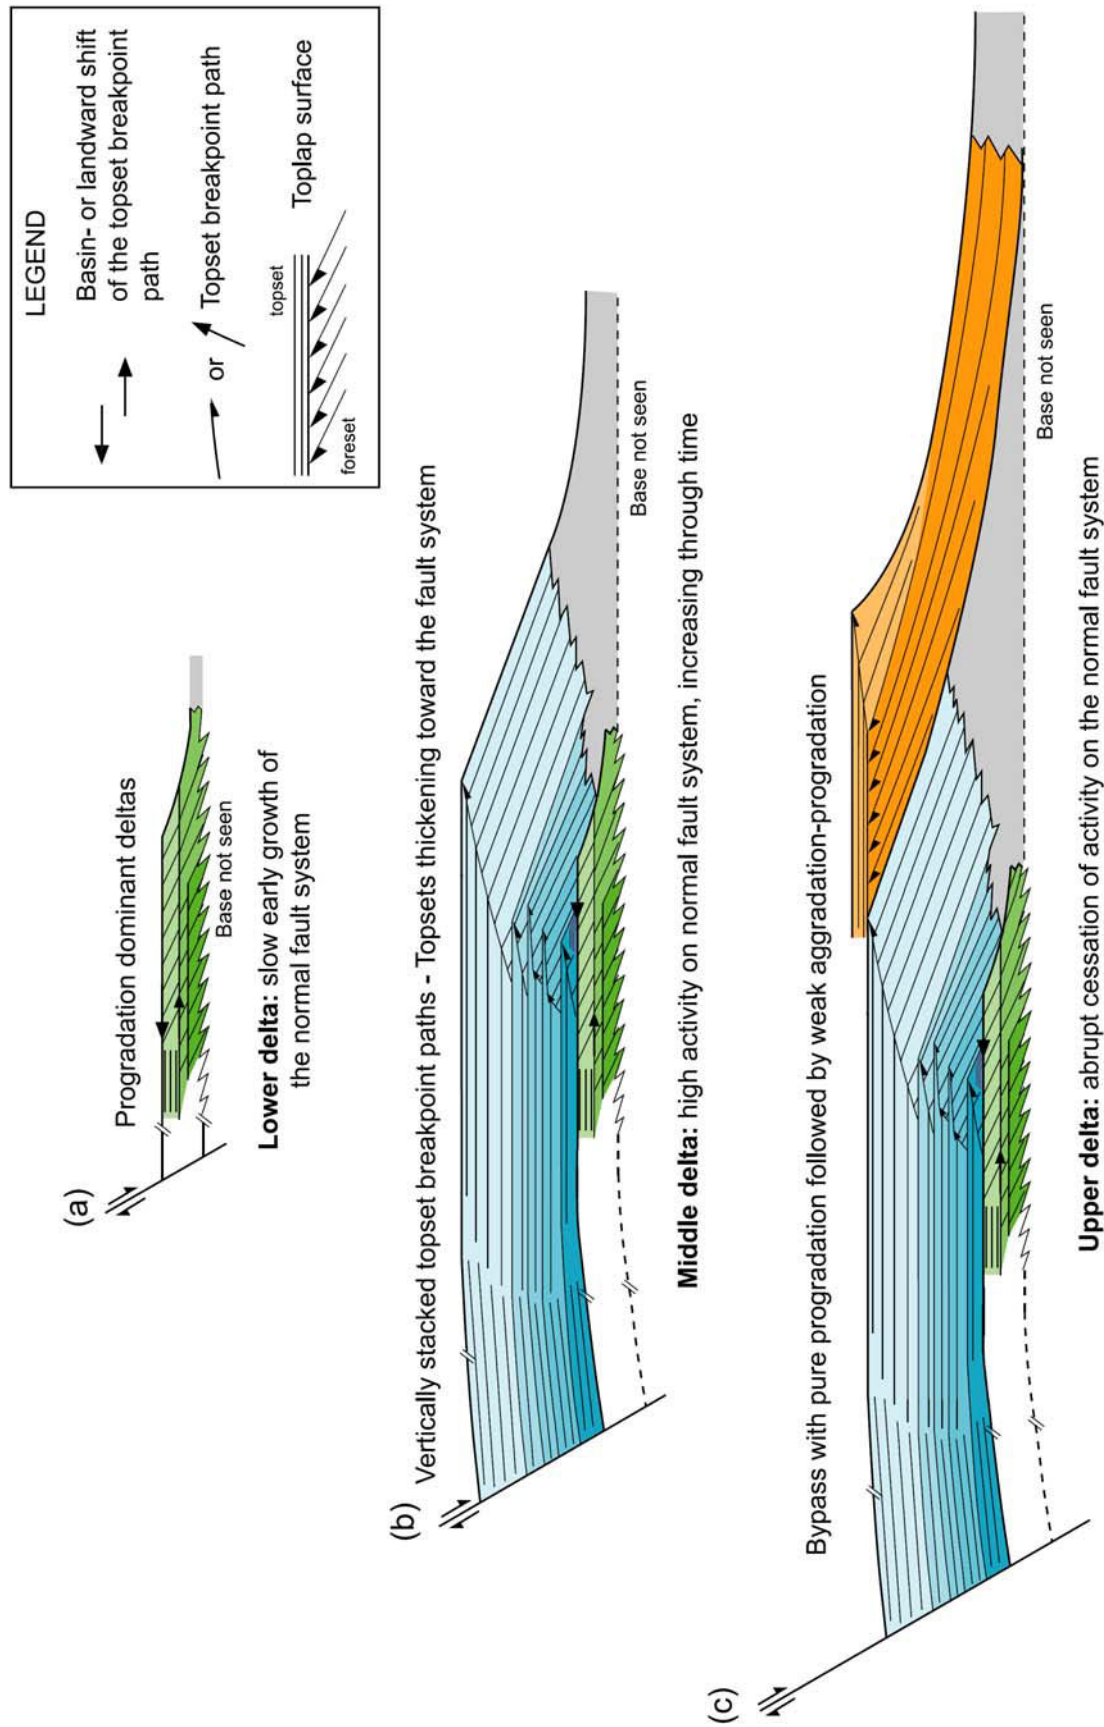 (a)
Progradation dominant deltas
Base not seen
Lower delta: slow early growth of
the normal fault system
LEGEND
Basin- or landward shift
of the topset breakpoint
path
or
Topset breakpoint path
topset
foreset
Toplap surface
(b)
Vertically stacked topset breakpoint paths - Topsets thickening toward the fault system
Base not seen
Middle delta: high activity on normal fault system, increasing through time
(c)
Bypass with pure progradation followed by weak aggradation-progradation
Base not seen
Upper delta: abrupt cessation of activity on the normal fault system